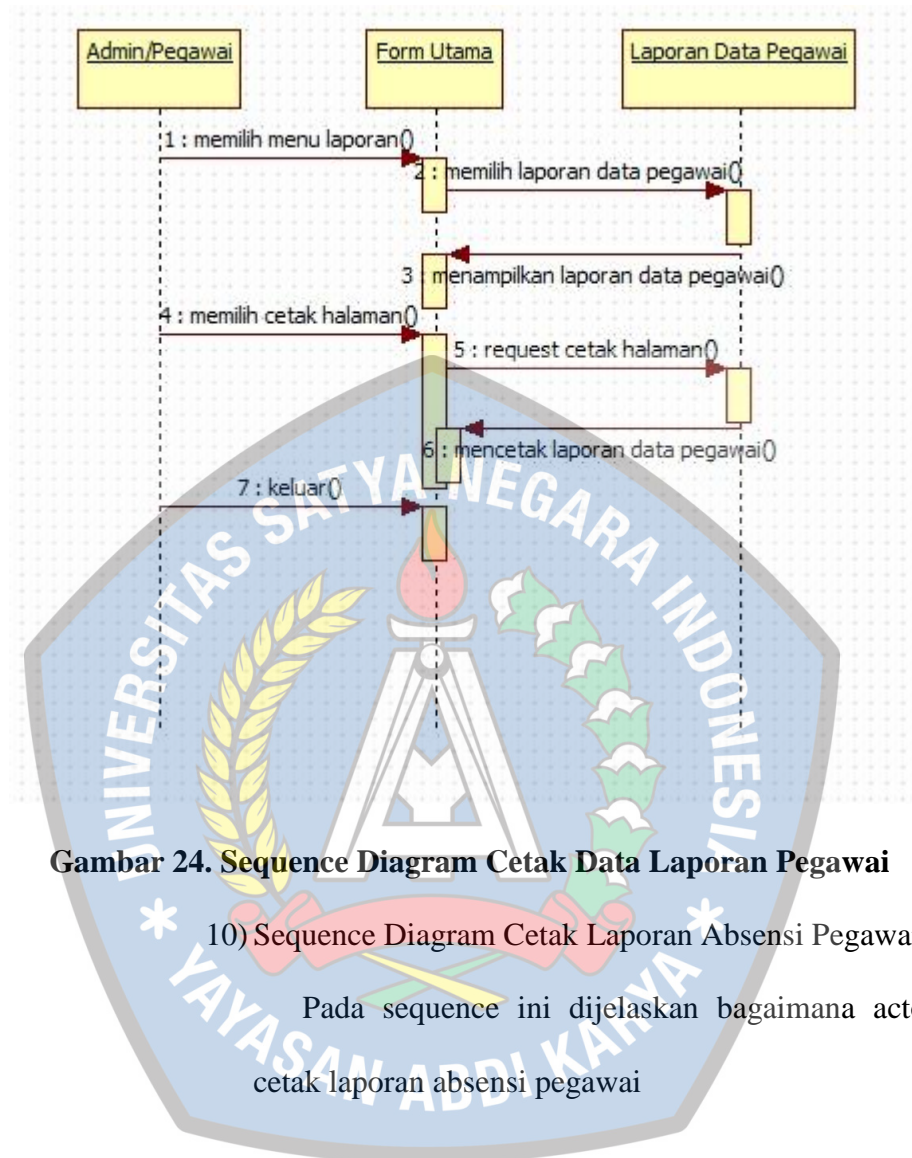 Admin/Pegawai
Form Utama
Laporan Data Pegawai
1 : memilih menu laporan()
2 : memilih laporan data pegawai()
3 : menampilkan laporan data pegawai()
4 : memilih cetak halaman()
5 : request cetak halaman()
6 : mencetak laporan data pegawai()
7 : keluar()
UNIVERSITAS SATYA NEGARA INDONESIA
Gambar 24. Sequence Diagram Cetak Data Laporan Pegawai
10) Sequence Diagram Cetak Laporan Absensi Pegawa
Pada sequence ini dijelaskan bagaimana act
cetak laporan absensi pegawai
* YAYASAN ABDI KARYA *